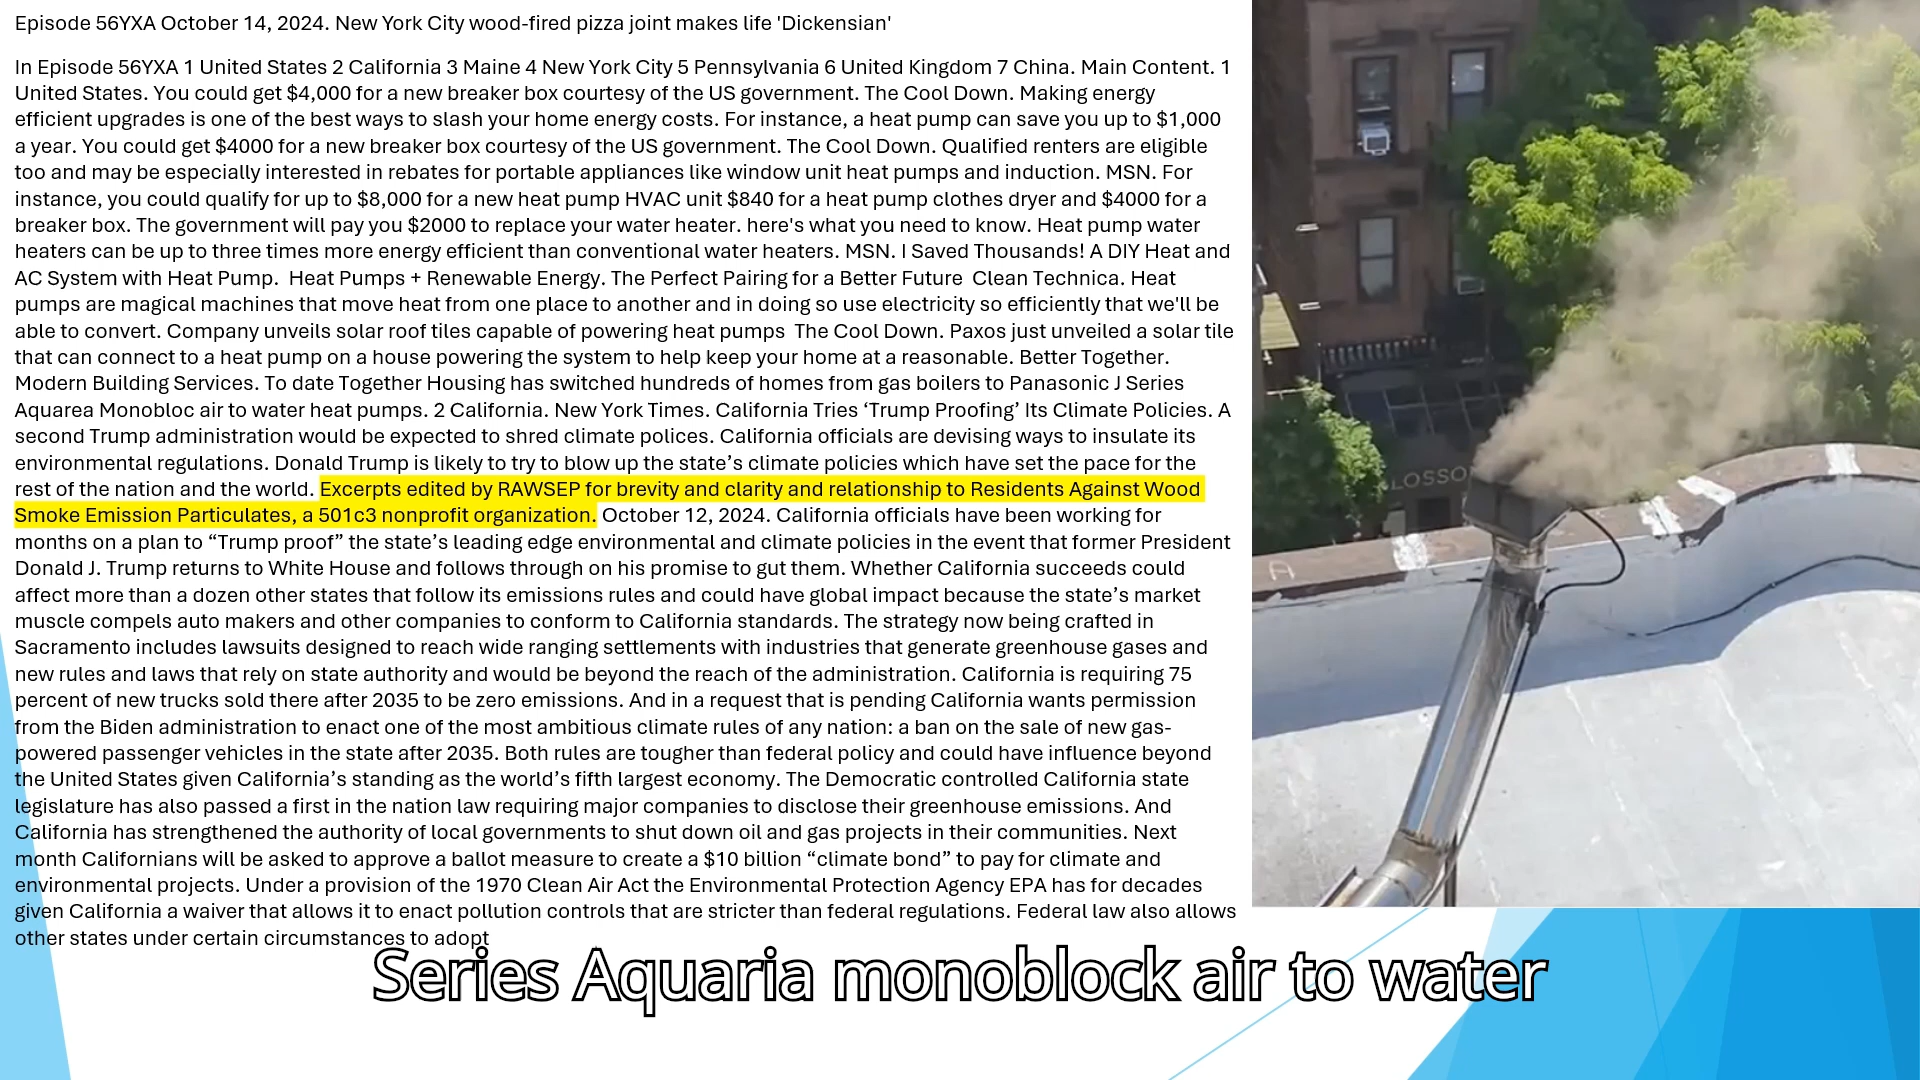 Episode 56YXA October 14, 2024. New York City wood-fired pizza joint makes life 'Dickensian'
In Episode 56YXA 1 United States 2 California 3 Maine 4 New York City 5 Pennsylvania 6 United Kingdom 7 China. Main Content. 1
United States. You could get $4,000 for a new breaker box courtesy of the US government. The Cool Down. Making energy
efficient upgrades is one of the best ways to slash your home energy costs. For instance, a heat pump can save you up to $1,000
a year. You could get $4000 for a new breaker box courtesy of the US government. The Cool Down. Qualified renters are eligible
too and may be especially interested in rebates for portable appliances like window unit heat pumps and induction. MSN. For
instance, you could qualify for up to $8,000 for a new heat pump HVAC unit $840 for a heat pump clothes dryer and $4000 for a
breaker box. The government will pay you $2000 to replace your water heater. here's what you need to know. Heat pump water
heaters can be up to three times more energy efficient than conventional water heaters. MSN. I Saved Thousands! A DIY Heat and
AC System with Heat Pump.  Heat Pumps + Renewable Energy. The Perfect Pairing for a Better Future  Clean Technica. Heat
pumps are magical machines that move heat from one place to another and in doing so use electricity so efficiently that we'll be
able to convert. Company unveils solar roof tiles capable of powering heat pumps  The Cool Down. Paxos just unveiled a solar tile
that can connect to a heat pump on a house powering the system to help keep your home at a reasonable. Better Together.
Modern Building Services. To date Together Housing has switched hundreds of homes from gas boilers to Panasonic J Series
Aquarea Monobloc air to water heat pumps. 2 California. New York Times. California Tries ‘Trump Proofing’ Its Climate Policies. A
second Trump administration would be expected to shred climate polices. California officials are devising ways to insulate its
environmental regulations. Donald Trump is likely to try to blow up the state’s climate policies which have set the pace for the
rest of the nation and the world. Excerpts edited by RAWSEP for brevity and clarity and relationship to Residents Against Wood
Smoke Emission Particulates, a 501c3 nonprofit organization. October 12, 2024. California officials have been working for
months on a plan to “Trump proof” the state’s leading edge environmental and climate policies in the event that former President
Donald J. Trump returns to White House and follows through on his promise to gut them. Whether California succeeds could
affect more than a dozen other states that follow its emissions rules and could have global impact because the state’s market
muscle compels auto makers and other companies to conform to California standards. The strategy now being crafted in
Sacramento includes lawsuits designed to reach wide ranging settlements with industries that generate greenhouse gases and
new rules and laws that rely on state authority and would be beyond the reach of the administration. California is requiring 75
percent of new trucks sold there after 2035 to be zero emissions. And in a request that is pending California wants permission
from the Biden administration to enact one of the most ambitious climate rules of any nation: a ban on the sale of new gas-
powered passenger vehicles in the state after 2035. Both rules are tougher than federal policy and could have influence beyond
the United States given California’s standing as the world’s fifth largest economy. The Democratic controlled California state
legislature has also passed a first in the nation law requiring major companies to disclose their greenhouse emissions. And
California has strengthened the authority of local governments to shut down oil and gas projects in their communities. Next
month Californians will be asked to approve a ballot measure to create a $10 billion “climate bond” to pay for climate and
environmental projects. Under a provision of the 1970 Clean Air Act the Environmental Protection Agency EPA has for decades
given California a waiver that allows it to enact pollution controls that are stricter than federal regulations. Federal law also allows
other states under certain circumstances to adopt
Series Aquaria monoblock air to water